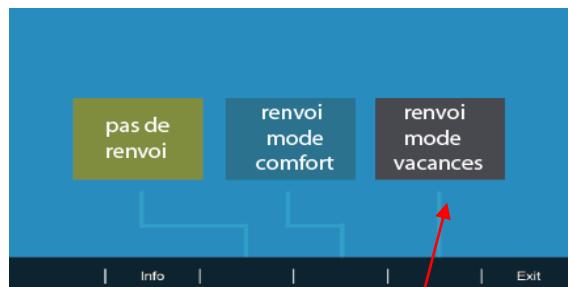 pas de
renvoi
renvoi
mode
comfort
renvoi
mode
vacances
Info
Exit